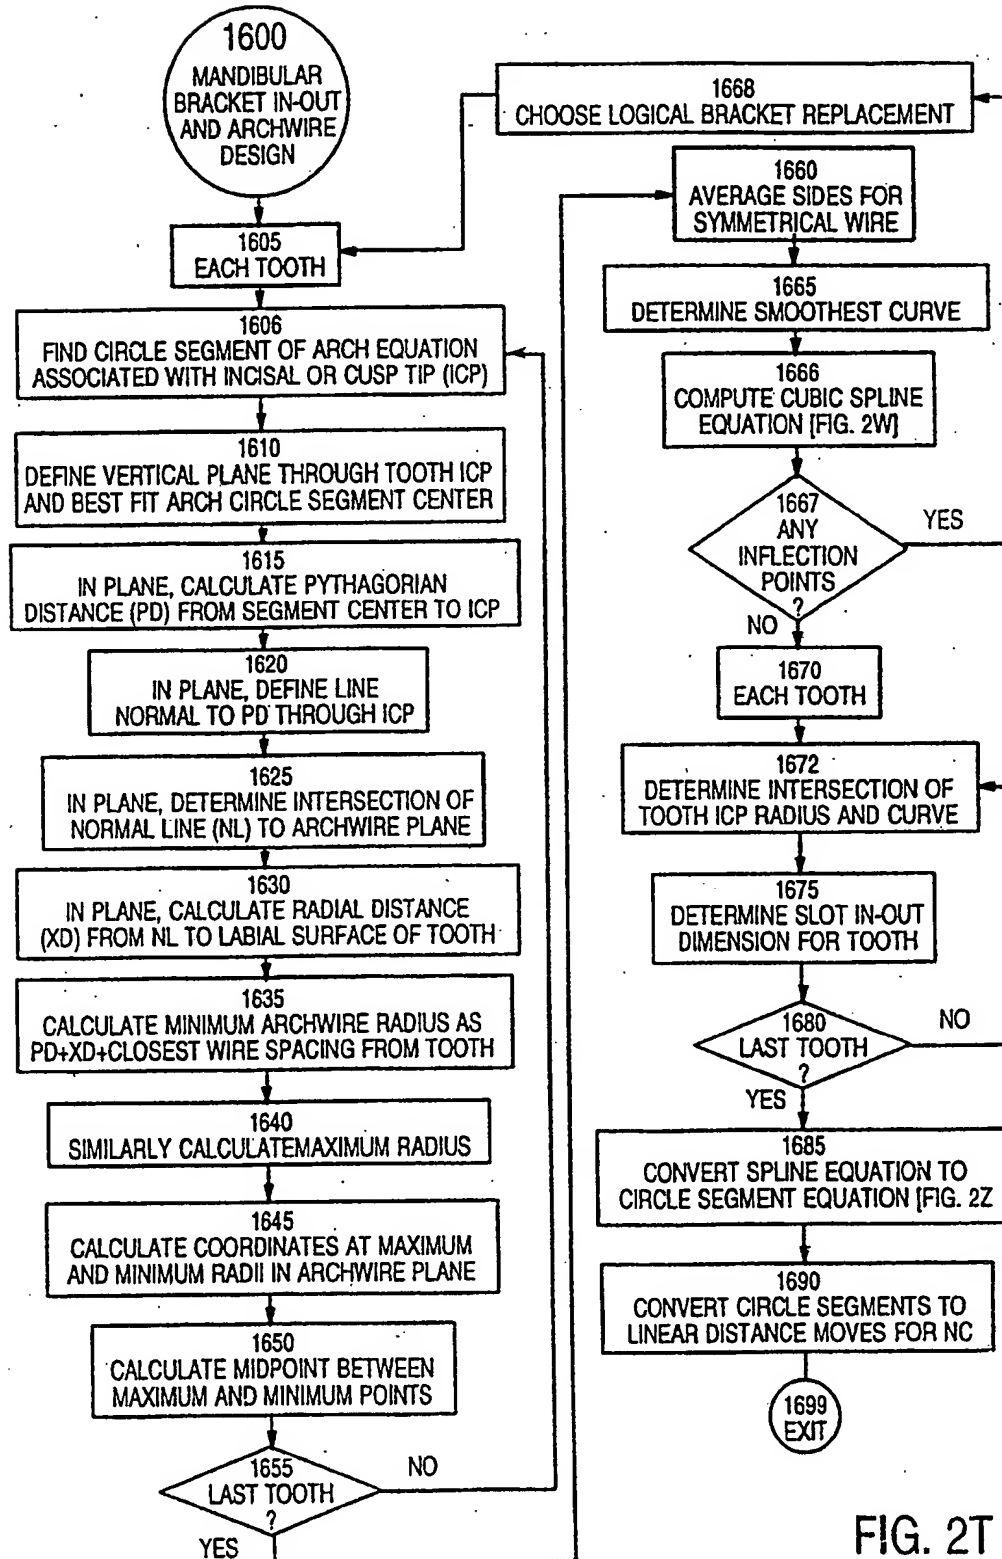 1600
MANDIBULAR
BRACKET IN-OUT
AND ARCHWIRE
DESIGN
1605
EACH TOOTH
1606
FIND CIRCLE SEGMENT OF ARCH EQUATION
ASSOCIATED WITH INCISAL OR CUSP TIP (ICP)
1610
DEFINE VERTICAL PLANE THROUGH TOOTH ICP
AND BEST FIT ARCH CIRCLE SEGMENT CENTER
1615
IN PLANE, CALCULATE PYTHAGORIAN
DISTANCE (PD) FROM SEGMENT CENTER TO ICP
1620
IN PLANE, DEFINE LINE
NORMAL TO PD THROUGH ICP
1625
IN PLANE, DETERMINE INTERSECTION OF
NORMAL LINE (NL) TO ARCHWIRE PLANE
1630
IN PLANE, CALCULATE RADIAL DISTANCE
(XD) FROM NL TO LABIAL SURFACE OF TOOTH
1635
CALCULATE MINIMUM ARCHWIRE RADIUS AS
PD+XD+CLOSEST WIRE SPACING FROM TOOTH
1640
SIMILARLY CALCULATEMAXIMUM RADIUS
1645
CALCULATE COORDINATES AT MAXIMUM
AND MINIMUM RADII IN ARCHWIRE PLANE
1650
CALCULATE MIDPOINT BETWEEN
MAXIMUM AND MINIMUM POINTS
1655
LAST TOOTH
?
NO
YES
1668
CHOOSE LOGICAL BRACKET REPLACEMENT
1660
AVERAGE SIDES FOR
SYMMETRICAL WIRE
1665
DETERMINE SMOOTHEST CURVE
1666
COMPUTE CUBIC SPLINE
EQUATION [FIG. 2W]
1667
ANY
INFLECTION
POINTS
?
YES
NO
1670
EACH TOOTH
1672
DETERMINE INTERSECTION OF
TOOTH ICP RADIUS AND CURVE
1675
DETERMINE SLOT IN-OUT
DIMENSION FOR TOOTH
1680
LAST TOOTH
?
NO
YES
1685
CONVERT SPLINE EQUATION TO
CIRCLE SEGMENT EQUATION [FIG. 2Z
1690
CONVERT CIRCLE SEGMENTS TO
LINEAR DISTANCE MOVES FOR NC
1699
EXIT
FIG. 2T